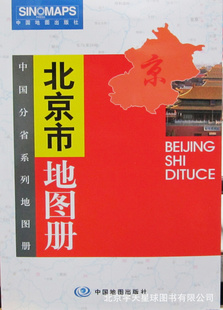 SINOMAPS
中国地图出版社
中国分省系列地图册
北京市
地图册
京
BEIJING
SHI
DITUCE
中国地图出版社
北京宇天星球图书有限公司